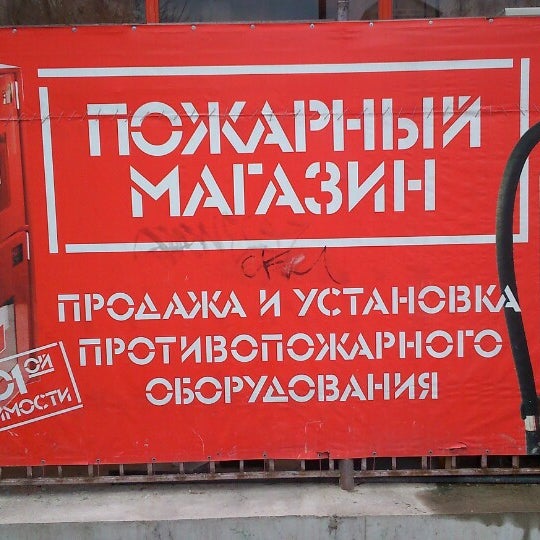 ПОЖАРНЫЙ
МАГАЗИН
ПРОДАЖА И УСТАНОВКА
ПРОТИВОПОЖАРНОГО
ОБОРУДОВАНИЯ